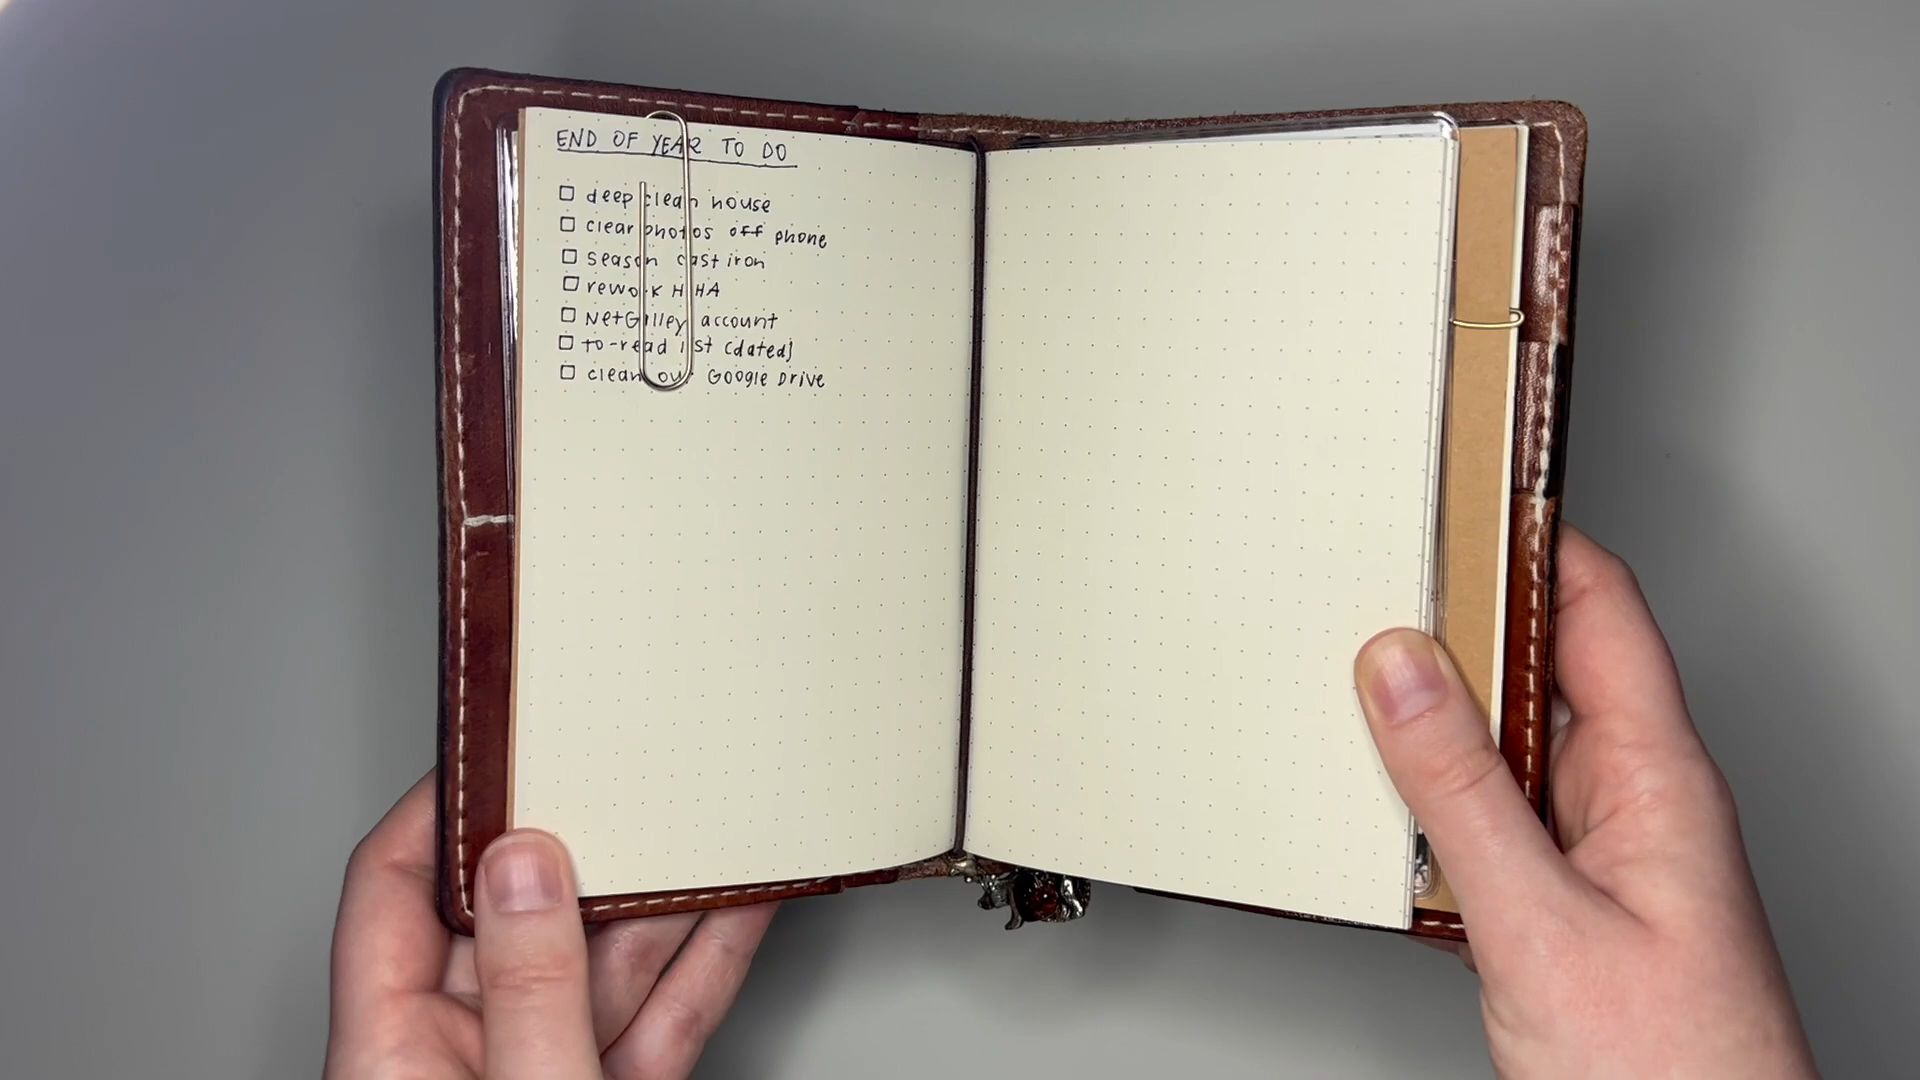 END OF YEAR TO DO
☐ deep clean house
☐ clear photos off phone
☐ season cast iron
☐ rework
☐ NetGalley account
☐ to-read list (dated)
☐ clean out Google Drive